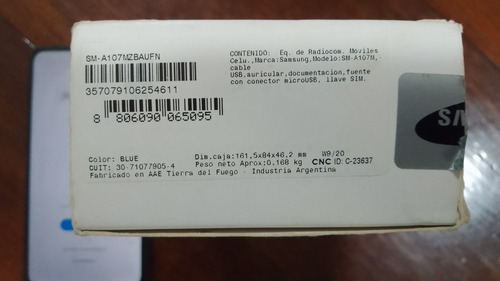 SM-A107MZBAUFN
357079106254611
8 806090 065095
CONTENIDO: Eq. de Radiocom. Moviles
Celu.,Marca:Samsung,Modelo:SM-A107M,-
cable
USB,auricular,documentacion,fuente
con conector microUSB, llave SIM.
Color: BLUE
CUIT: 30-71077905-4
Fabricado en AAE Tierra del Fuego - Industria Argentina
Dim.caja:161,5x84x46,2 mm W9/20
Peso neto Aprox:0,168 kg CNC ID: C-23637